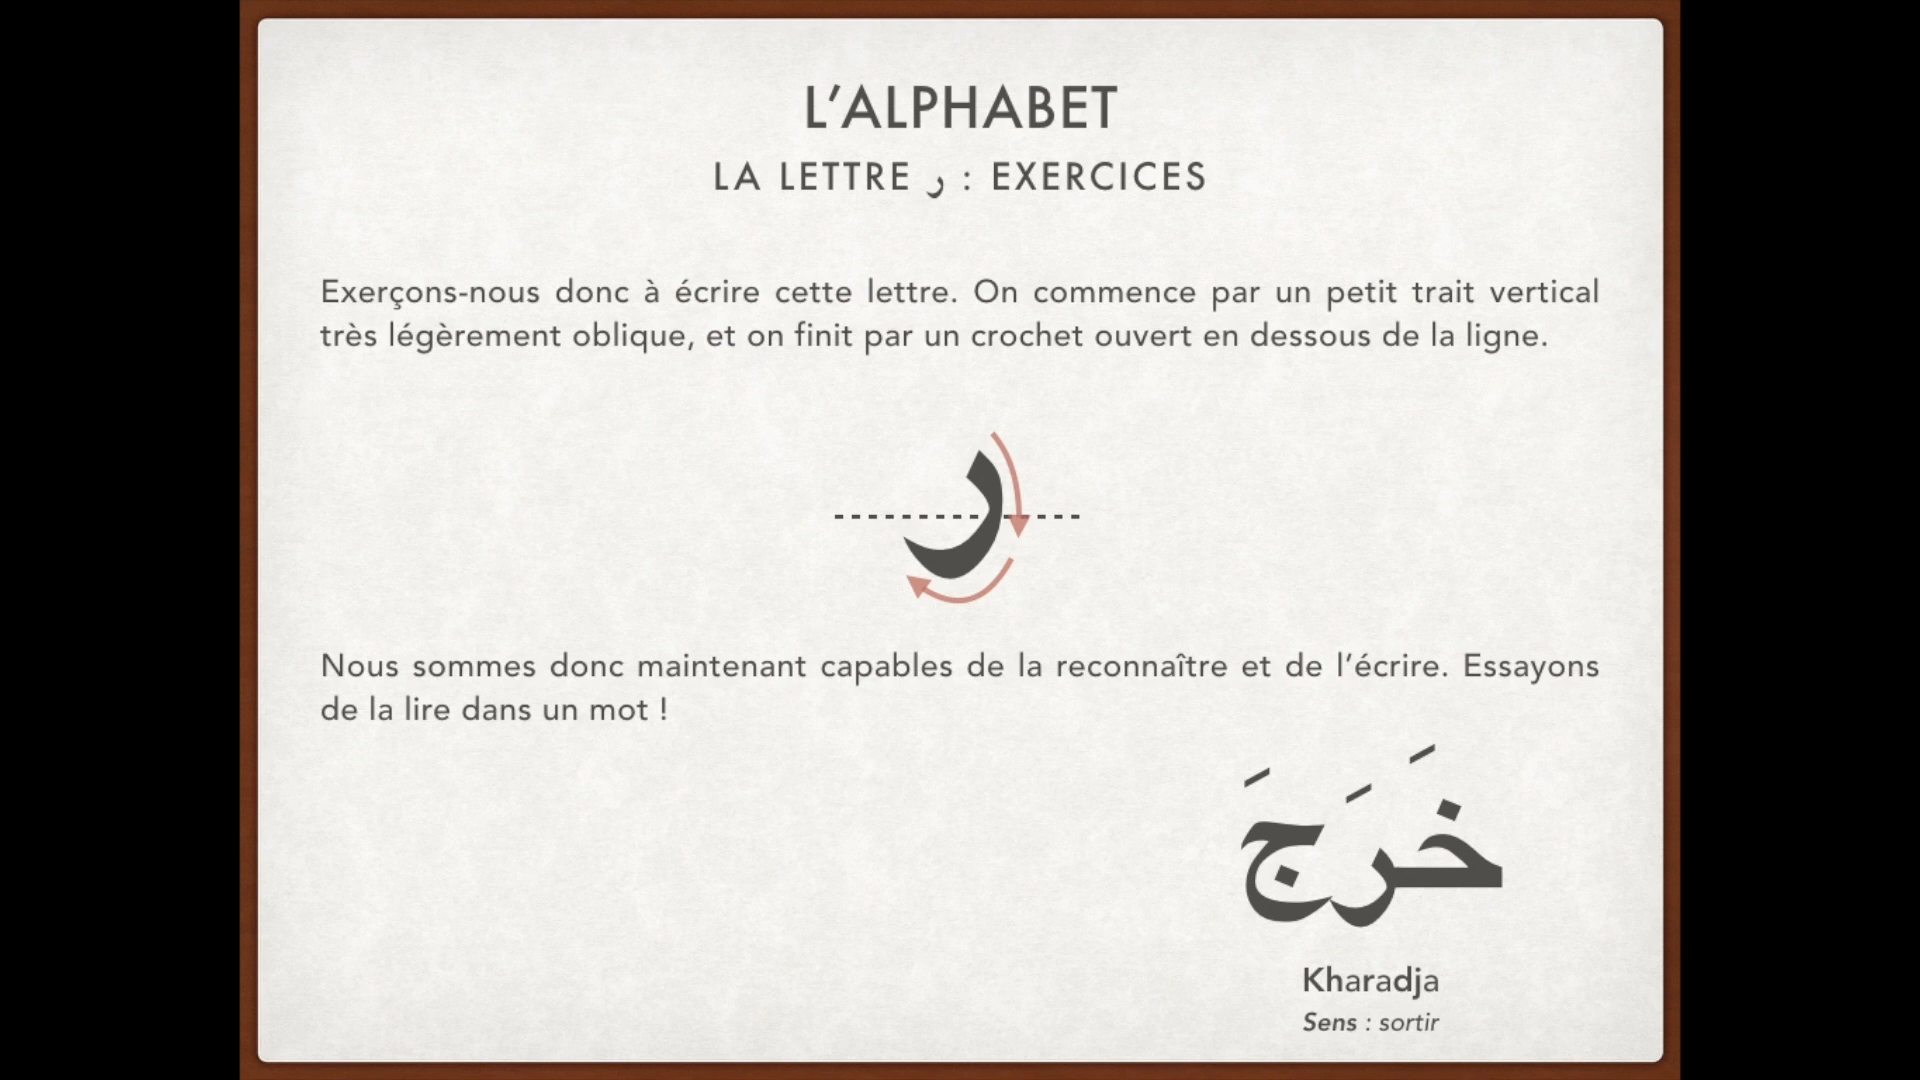 L’ALPHABET
LA LETTRE ر : EXERCICES
Exerçons-nous donc à écrire cette lettre. On commence par un petit trait vertical
très légèrement oblique, et on finit par un crochet ouvert en dessous de la ligne.
ر
Nous sommes donc maintenant capables de la reconnaître et de l’écrire. Essayons
de la lire dans un mot !
خَرَجَ
Kharadja
Sens : sortir